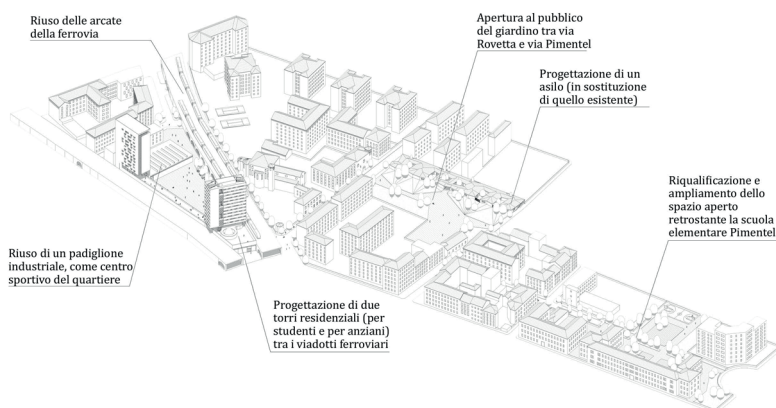 Riuso delle arcate
della ferrovia
Apertura al pubblico
del giardino tra via
Rovetta e via Pimentel
Progettazione di un
asilo (in sostituzione
di quello esistente)
Riqualificazione e
ampliamento dello
spazio aperto
retrostante la scuola
elementare Pimentel
Riuso di un padiglione
industriale, come centro
sportivo del quartiere
Progettazione di due
torri residenziali (per
studenti e per anziani)
tra i viadotti ferroviari